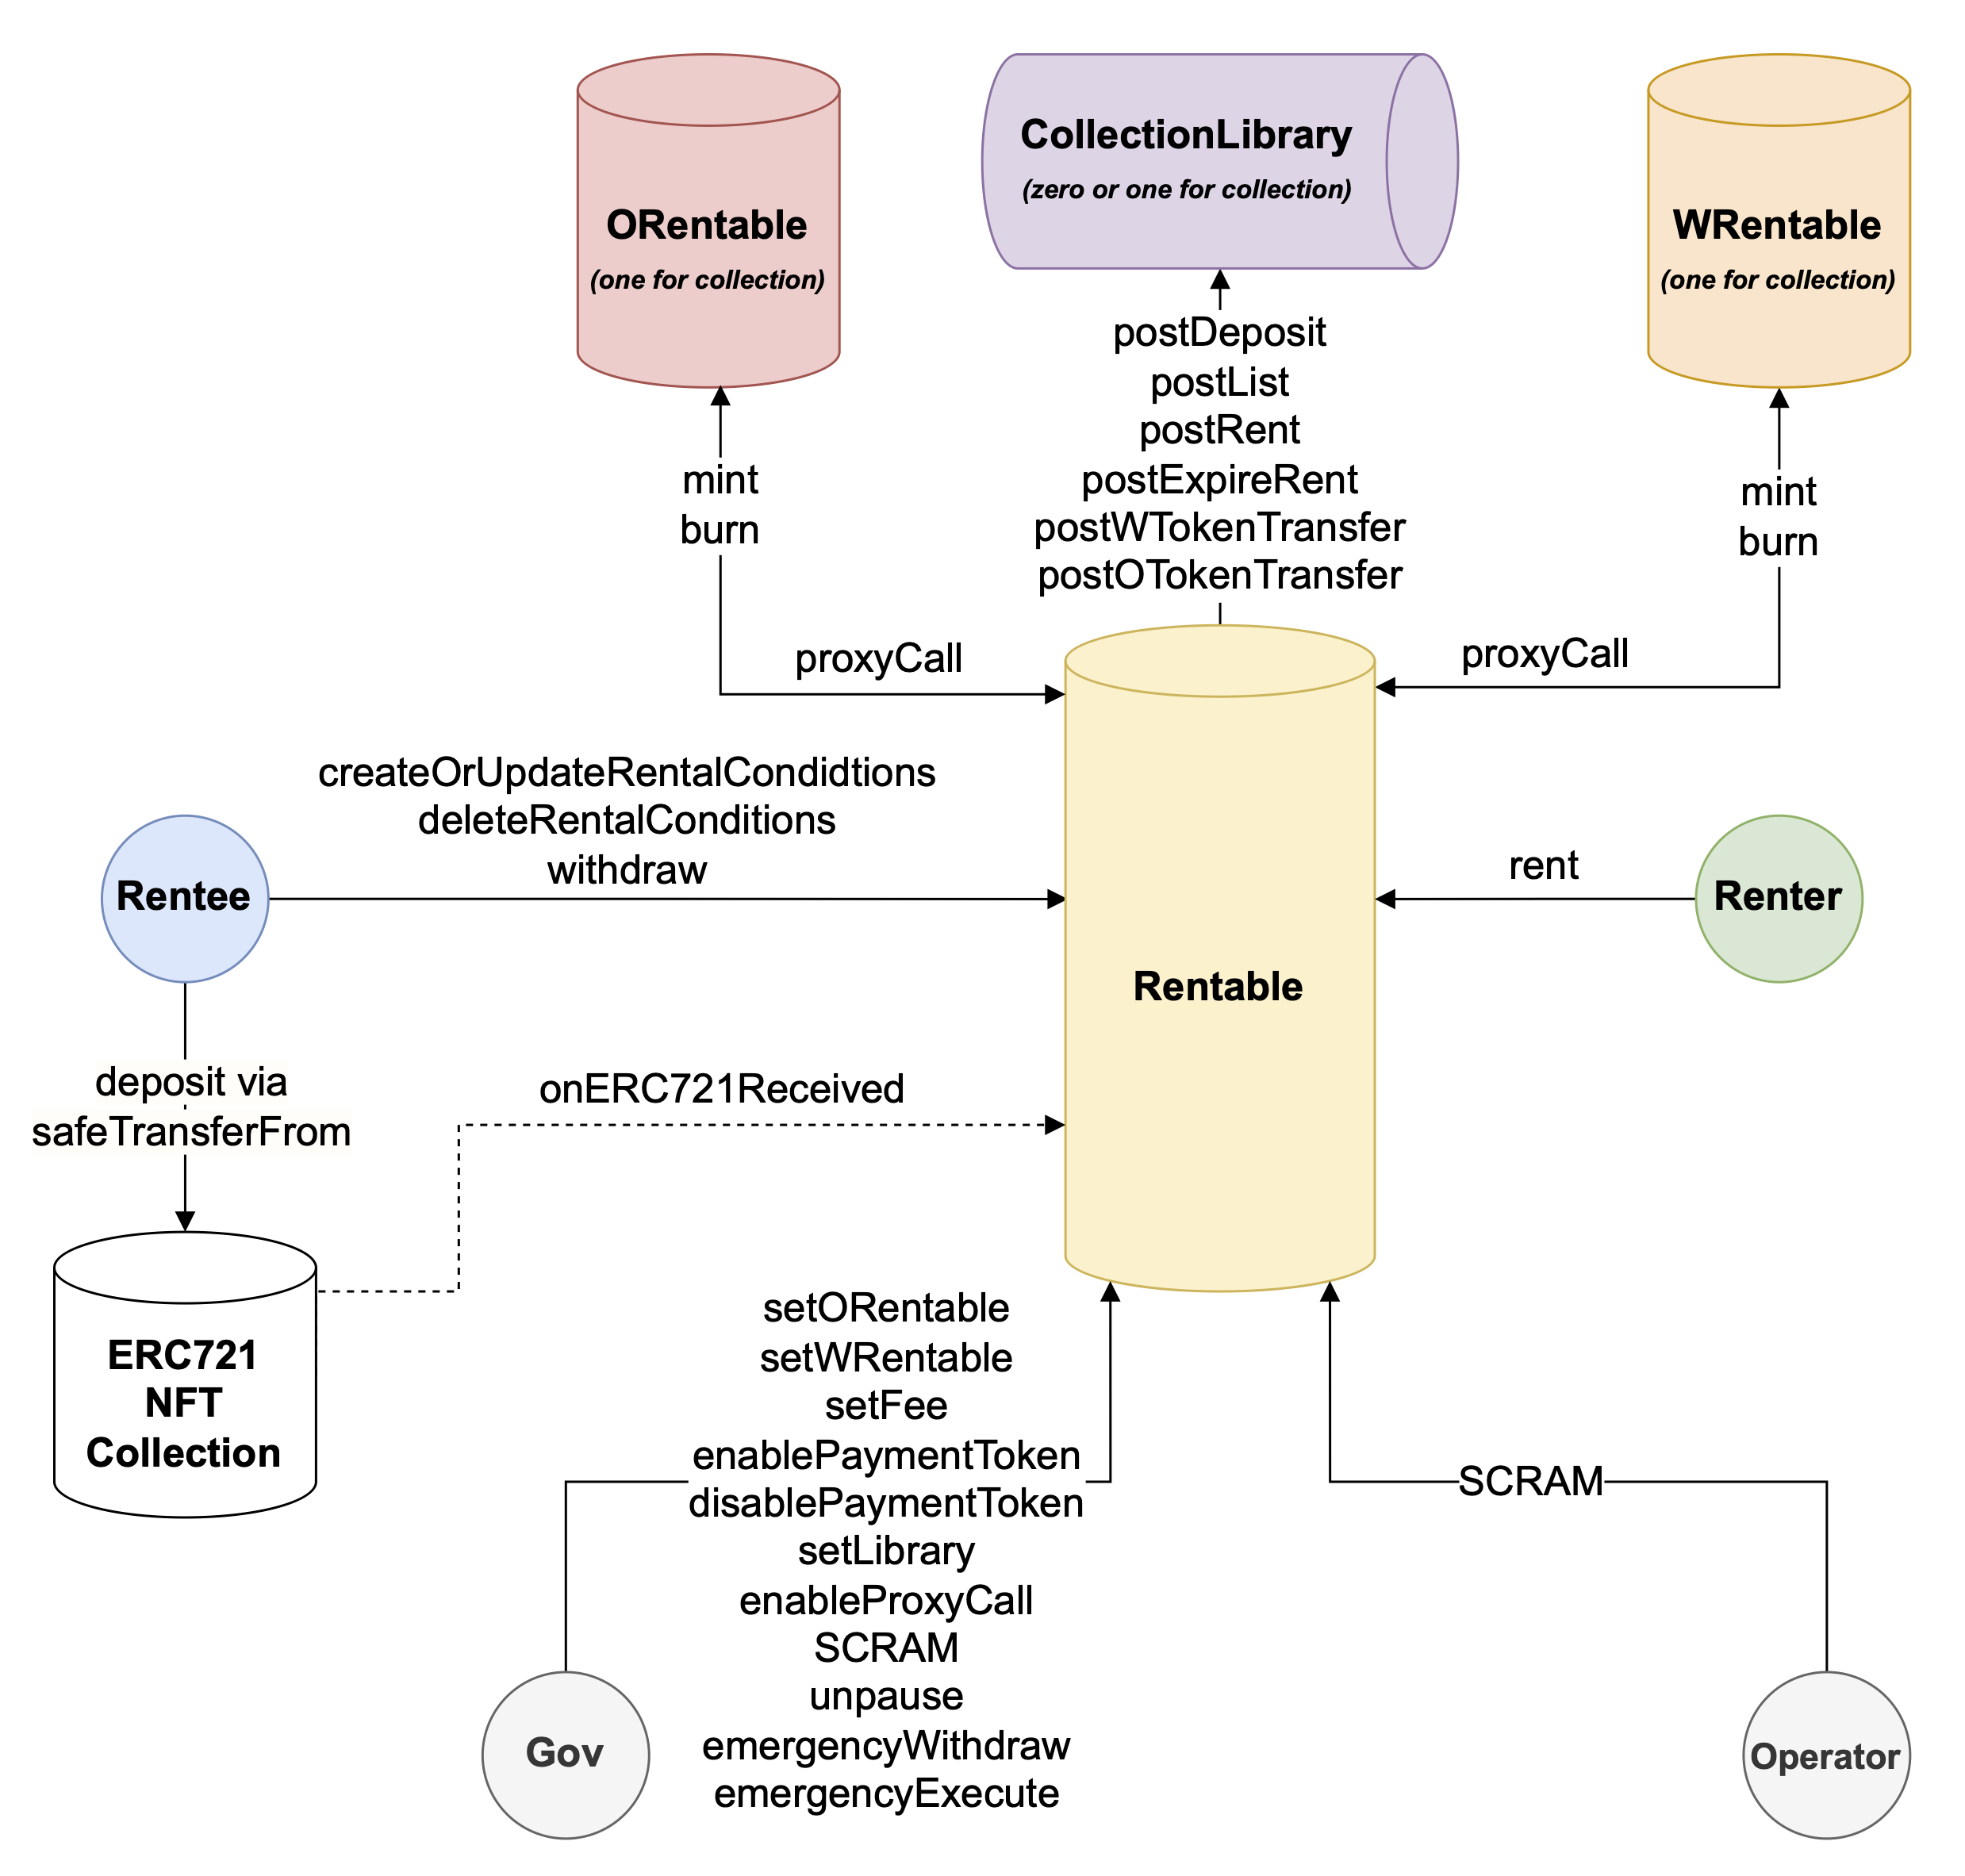 CollectionLibrary
(zero or one for collection)
ORentable
(one for collection)
WRentable
(one for collection)
postDeposit
postList
postRent
postExpireRent
postWTokenTransfer
postOTokenTransfer
mint
burn
mint
burn
proxyCall
proxyCall
createOrUpdateRentalCondidtions
deleteRentalConditions
withdraw
Rentee
rent
Renter
Rentable
deposit via
safeTransferFrom
onERC721Received
ERC721
NFT
Collection
setORentable
setWRentable
setFee
enablePaymentToken
disablePaymentToken
setLibrary
enableProxyCall
SCRAM
unpause
emergencyWithdraw
emergencyExecute
SCRAM
Gov
Operator